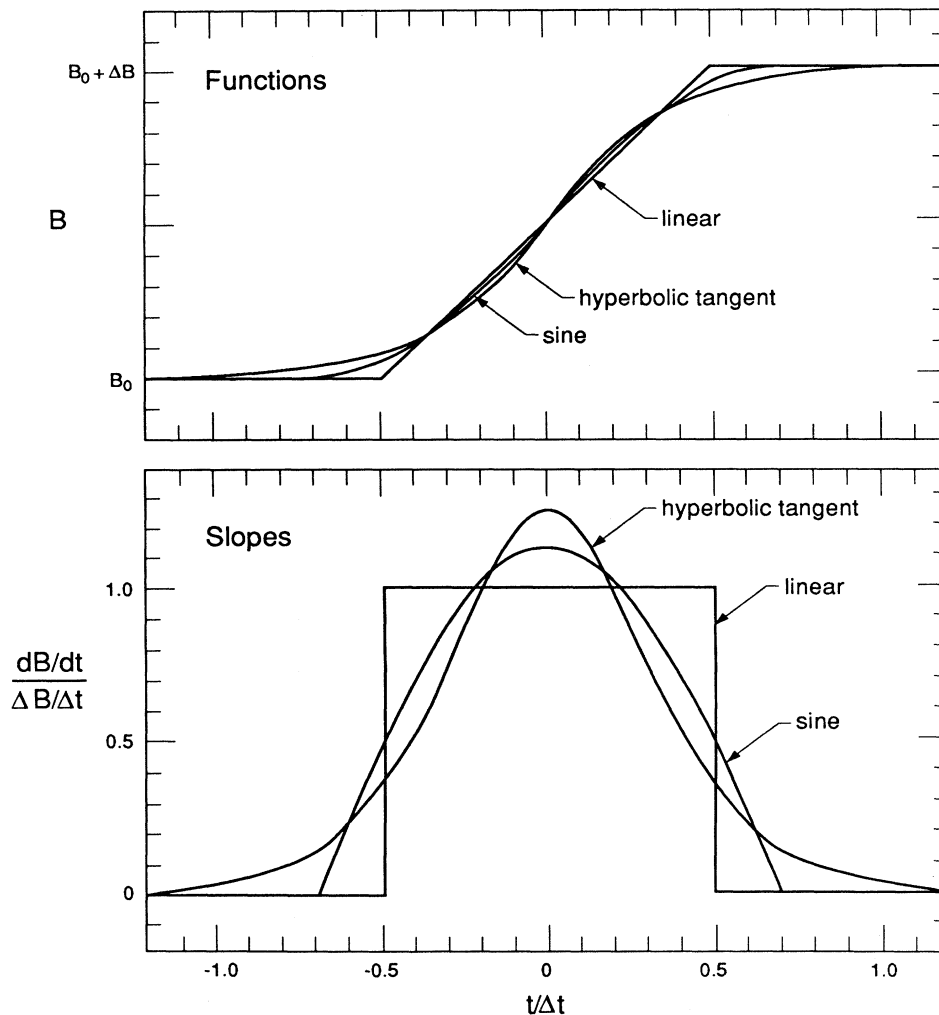 B₀ + ΔB
Functions
B
linear
hyperbolic tangent
sine
B₀
Slopes
hyperbolic tangent
1.0
linear
dB/dt
ΔB/Δt
sine
0.5
0
-1.0
-0.5
0
0.5
1.0
t/Δt